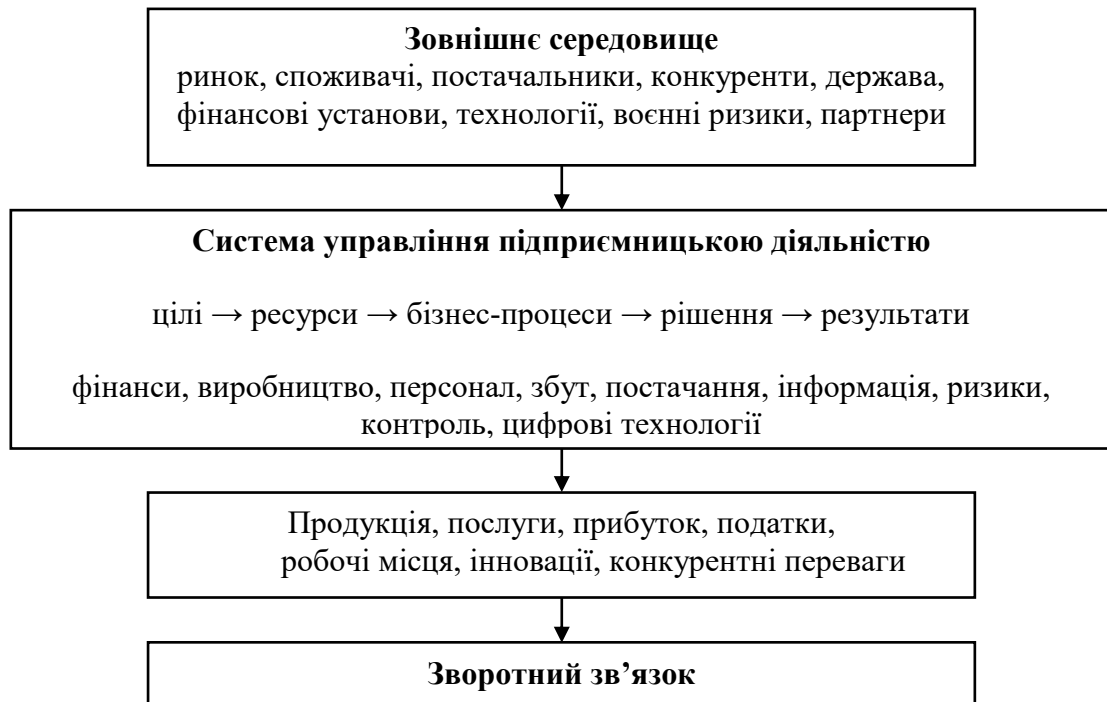 Зовнішнє середовище
ринок, споживачі, постачальники, конкуренти, держава,
фінансові установи, технології, воєнні ризики, партнери
Система управління підприємницькою діяльністю
цілі → ресурси → бізнес-процеси → рішення → результати
фінанси, виробництво, персонал, збут, постачання, інформація, ризики,
контроль, цифрові технології
Продукція, послуги, прибуток, податки,
робочі місця, інновації, конкурентні переваги
Зворотний зв’язок